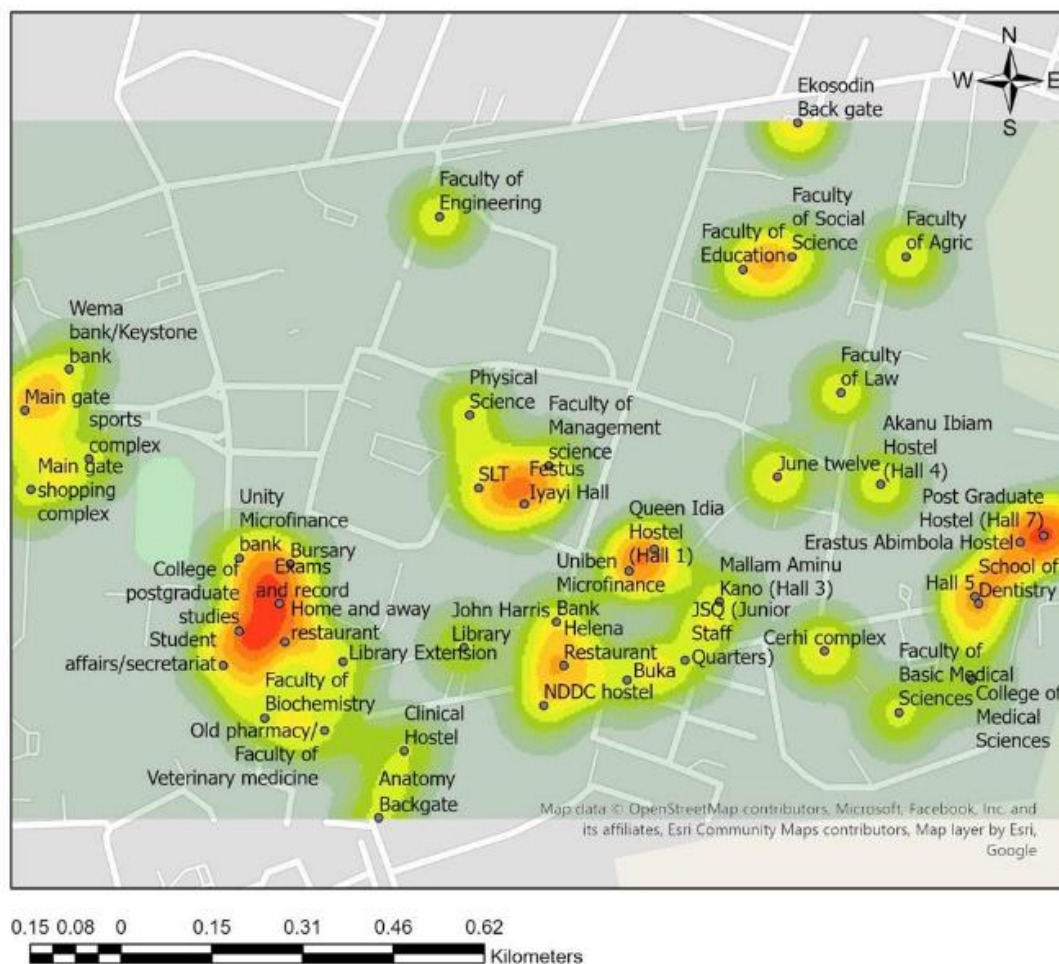 N
W
E
S
Ekosodin
Back gate
Faculty of
Engineering
Faculty
of Social
Science
Faculty of
Education
Faculty
of Agric
Wema
bank/Keystone
bank
Main gate
sports
complex
Main gate
shopping
complex
Physical
Science
Faculty of
Management
science
SLT
Festus
Iyayi Hall
Faculty
of Law
June twelve
Akanu Ibiam
Hostel
(Hall 4)
Post Graduate
Hostel (Hall 7)
Erastus Abimbola Hostel
School of
Dentistry
Hall 5
Unity
Microfinance
bank
Bursary
Exams
and record
College of
postgraduate
studies
Home and away
restaurant
Student
affairs/secretariat
Library Extension
John Harris
Library
Queen Idia
Hostel
(Hall 1)
Uniben
Microfinance
Bank
Helena
Restaurant
NDDC hostel
Buka
Mallam Aminu
Kano (Hall 3)
JSQ (Junior
Staff
Quarters)
Cerhi complex
Faculty of
Basic Medical
Sciences
College of
Medical
Sciences
Faculty of
Biochemistry
Old pharmacy/
Faculty of
Veterinary medicine
Clinical
Hostel
Anatomy
Backgate
Map data © OpenStreetMap contributors, Microsoft, Facebook, Inc. and
its affiliates, Esri Community Maps contributors, Map layer by Esri,
Google
0.15 0.08 0 0.15 0.31 0.46 0.62
Kilometers